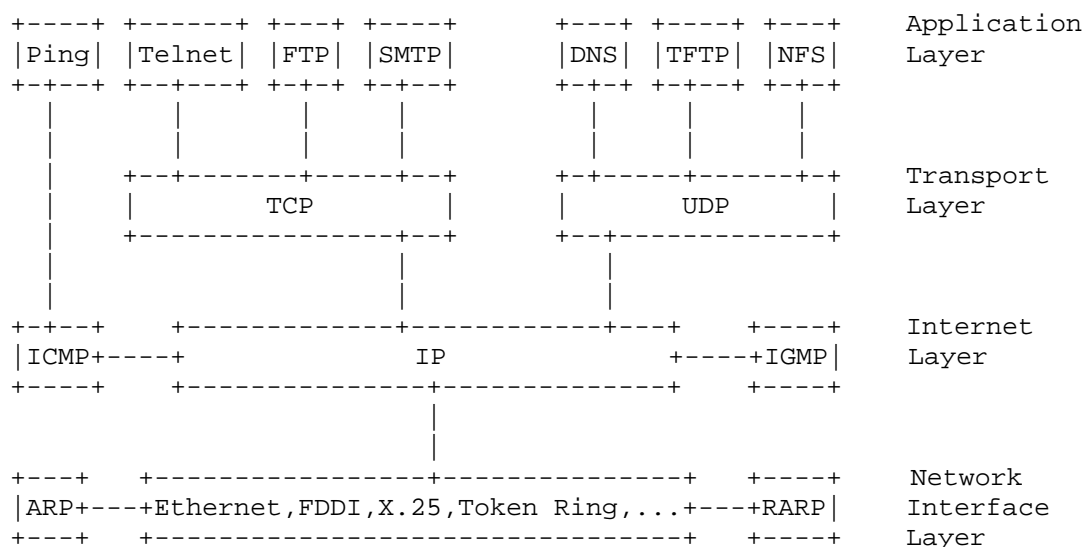 Ping Telnet FTP SMTP DNS TFTP NFS Application
Layer
TCP UDP Transport
Layer
Internet
ICMP IP IGMP Layer
Network
ARP Ethernet,FDDI,X.25,Token Ring,... RARP Interface
Layer